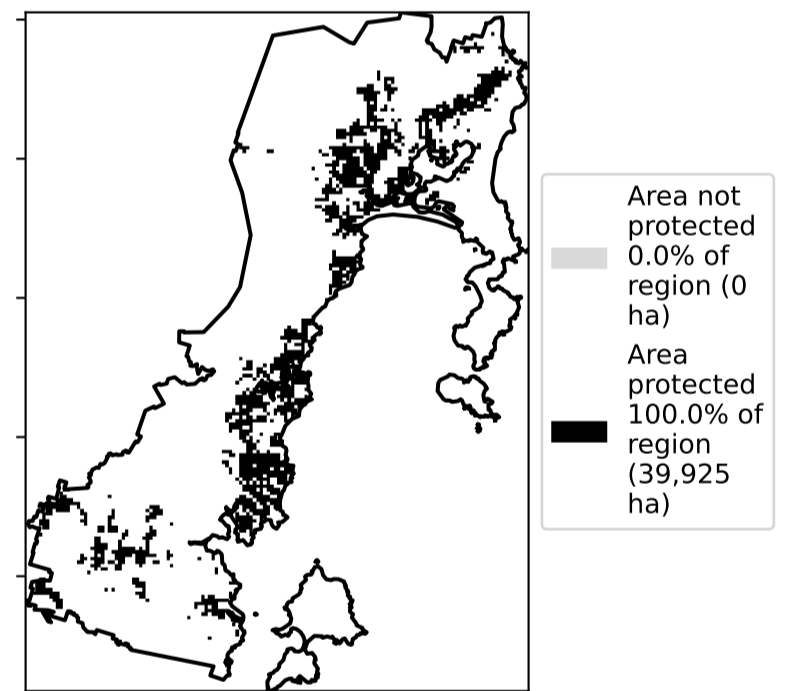 Area not
protected
0.0% of
region (0
ha)
Area
protected
100.0% of
region
(39,925
ha)